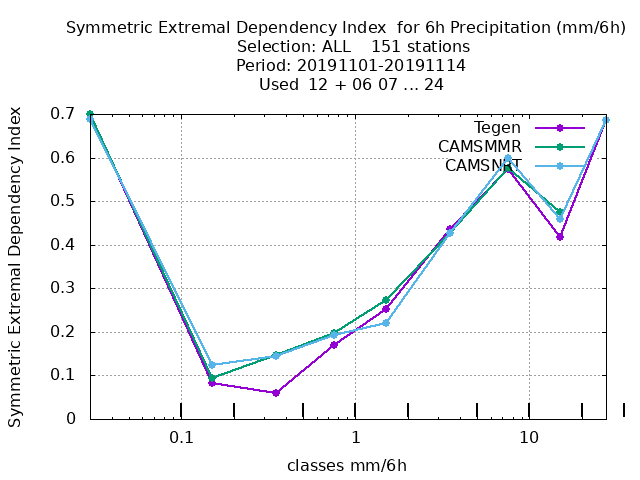 Symmetric Extremal Dependency Index  for 6h Precipitation (mm/6h)
Selection: ALL    151 stations
Period: 20191101-20191114
Used  12 + 06 07 ... 24
Symmetric Extremal Dependency Index
0.7
0.6
0.5
0.4
0.3
0.2
0.1
0
Tegen
CAMSMMR
0.1
1
10
classes mm/6h